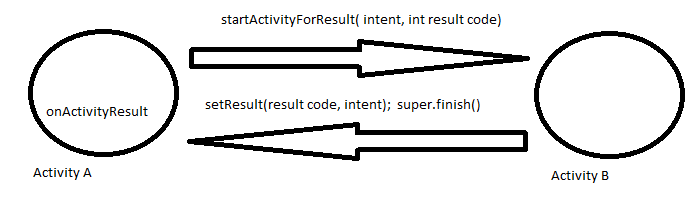 startActivityForResult( intent, int result code)
onActivityResult
setResult(result code, intent); super.finish()
Activity A
Activity B